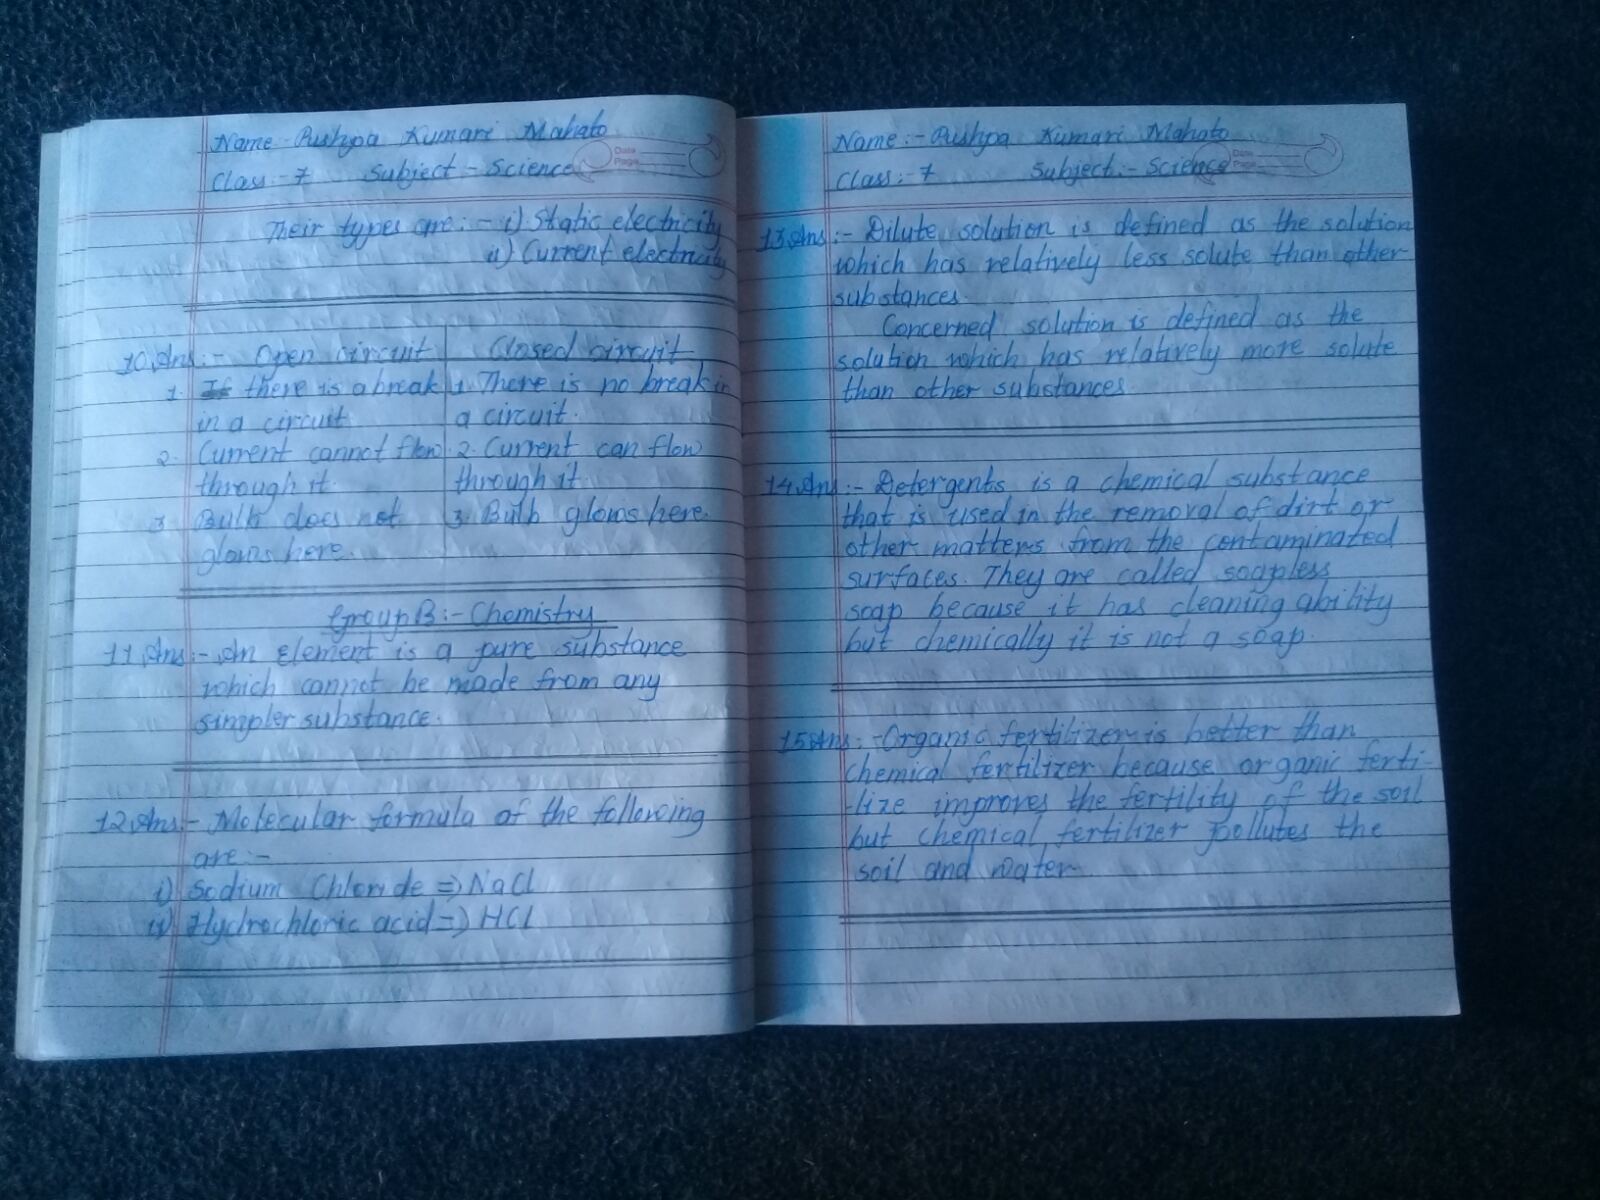 Name:- Pushpa Kumari Mahato
Date
Page
Class:- 7 Subject - Science
Their types are:- i) Static electricity
ii) Current electricity
10,Ans:- Open circuit Closed circuit
1. If there is a break 1. There is no break in
in a circuit a circuit.
2. Current cannot flow 2. Current can flow
through it. through it.
3. Bulb does not 3. Bulb glows here.
glows here.
Group B:- Chemistry
11,Ans:- An element is a pure substance
which cannot be made from any
simpler substance.
12,Ans:- Molecular formula of the following
are:-
i) Sodium Chloride => NaCl
ii) Hydrochloric acid => HCl
Name:- Pushpa Kumari Mahato
Date
Page
Class:- 7 Subject:- Science
13,Ans:- Dilute solution is defined as the solution
which has relatively less solute than other
substances.
Concerned solution is defined as the
solution which has relatively more solute
than other substances.
14,Ans:- Detergents is a chemical substance
that is used in the removal of dirt or
other matters from the contaminated
surfaces. They are called soapless
soap because it has cleaning ability
but chemically it is not a soap.
15,Ans:- Organic fertilizer is better than
chemical fertilizer because organic ferti-
-lize improves the fertility of the soil
but chemical fertilizer pollutes the
soil and water.